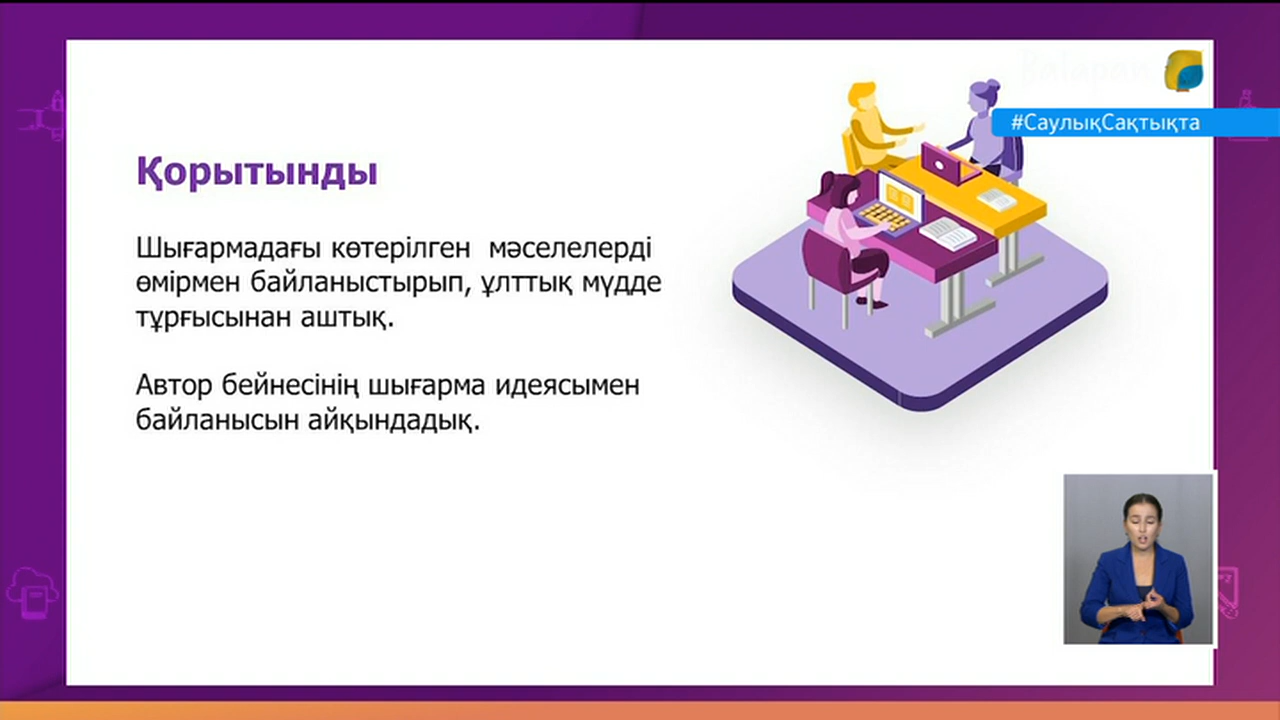 #СаулықСақтықта
Қорытынды
Шығармадағы көтерілген мәселелерді
өмірмен байланыстырып, ұлттық мүдде
тұрғысынан аштық.
Автор бейнесінің шығарма идеясымен
байланысын айқындадық.